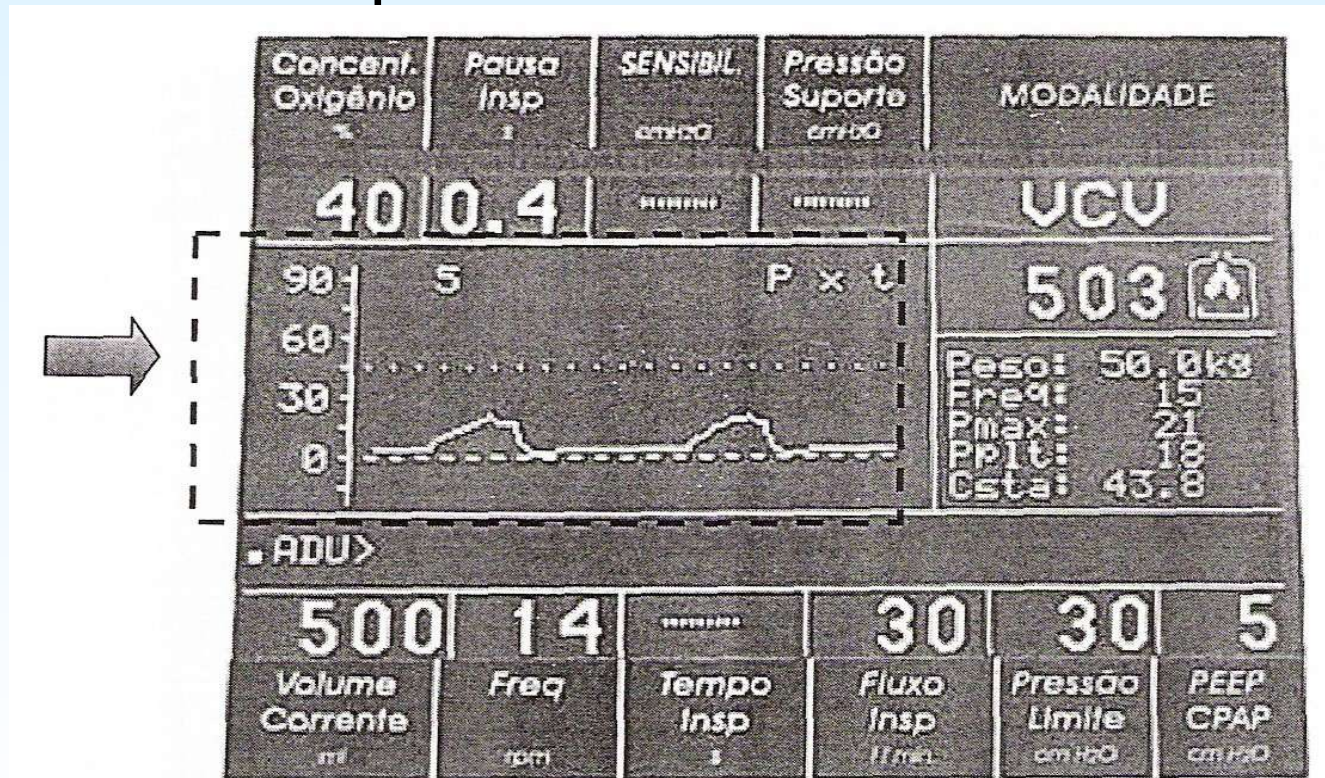 Concent.
Oxigênio
%
Pausa
Insp
s
SENSIBIL.
cmH2O
Pressão
Suporte
cmH2O
MODALIDADE
40
0.4
-------
-------
VCV
90
60
30
0
S
P x t
503
Peso: 50.0kg
Freq: 15
Pmax: 21
Pplt: 18
Csta: 43.8
.ADU>
500
14
-------
30
30
5
Volume
Corrente
ml
Freq
rpm
Tempo
Insp
s
Fluxo
Insp
l/min
Pressão
Limite
cmH2O
PEEP
CPAP
cmH2O